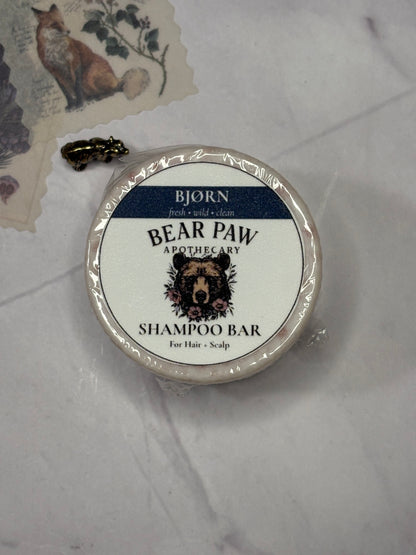 BJØRN
fresh • wild • clean
BEAR PAW
APOTHECARY
SHAMPOO BAR
For Hair + Scalp